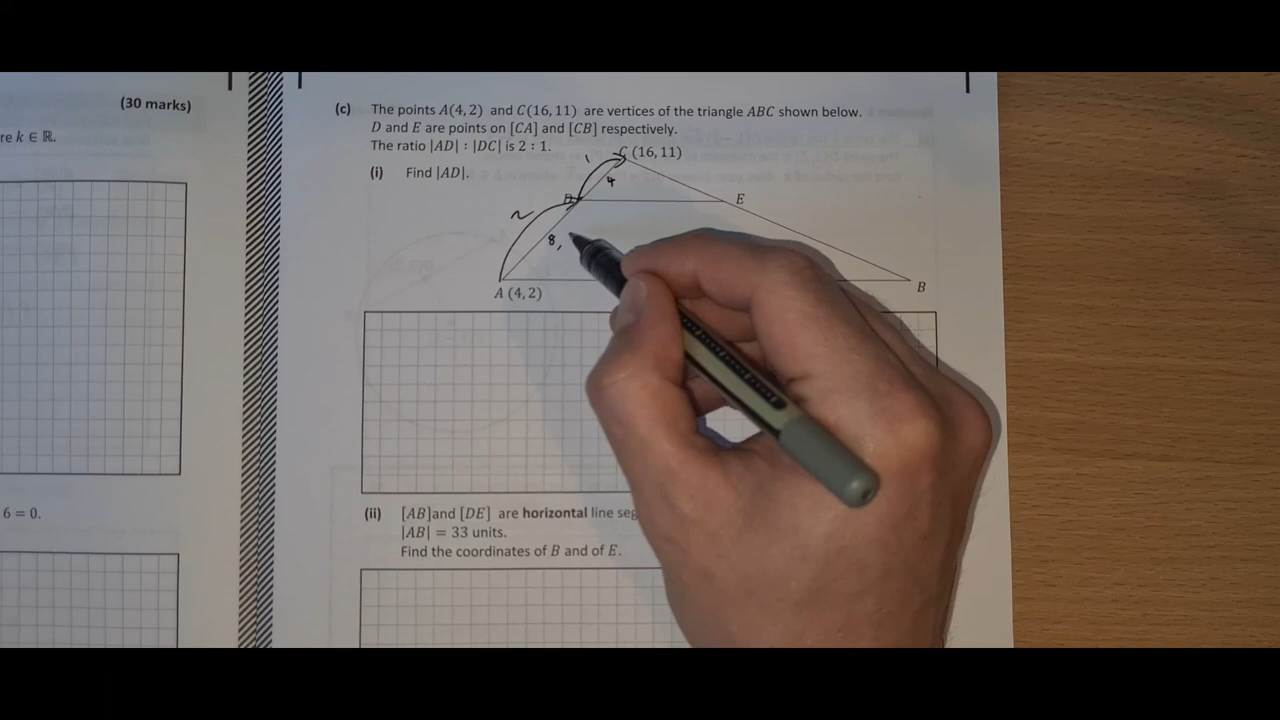 (30 marks)
re k ∈ ℝ.
6 = 0.
(c) The points A(4, 2) and C(16, 11) are vertices of the triangle ABC shown below.
D and E are points on [CA] and [CB] respectively.
The ratio |AD| : |DC| is 2 : 1.
(i) Find |AD|.
C (16, 11)
1
4
D
E
2
8,
A (4, 2)
B
(ii) [AB]and [DE] are horizontal line seg
|AB| = 33 units.
Find the coordinates of B and of E.